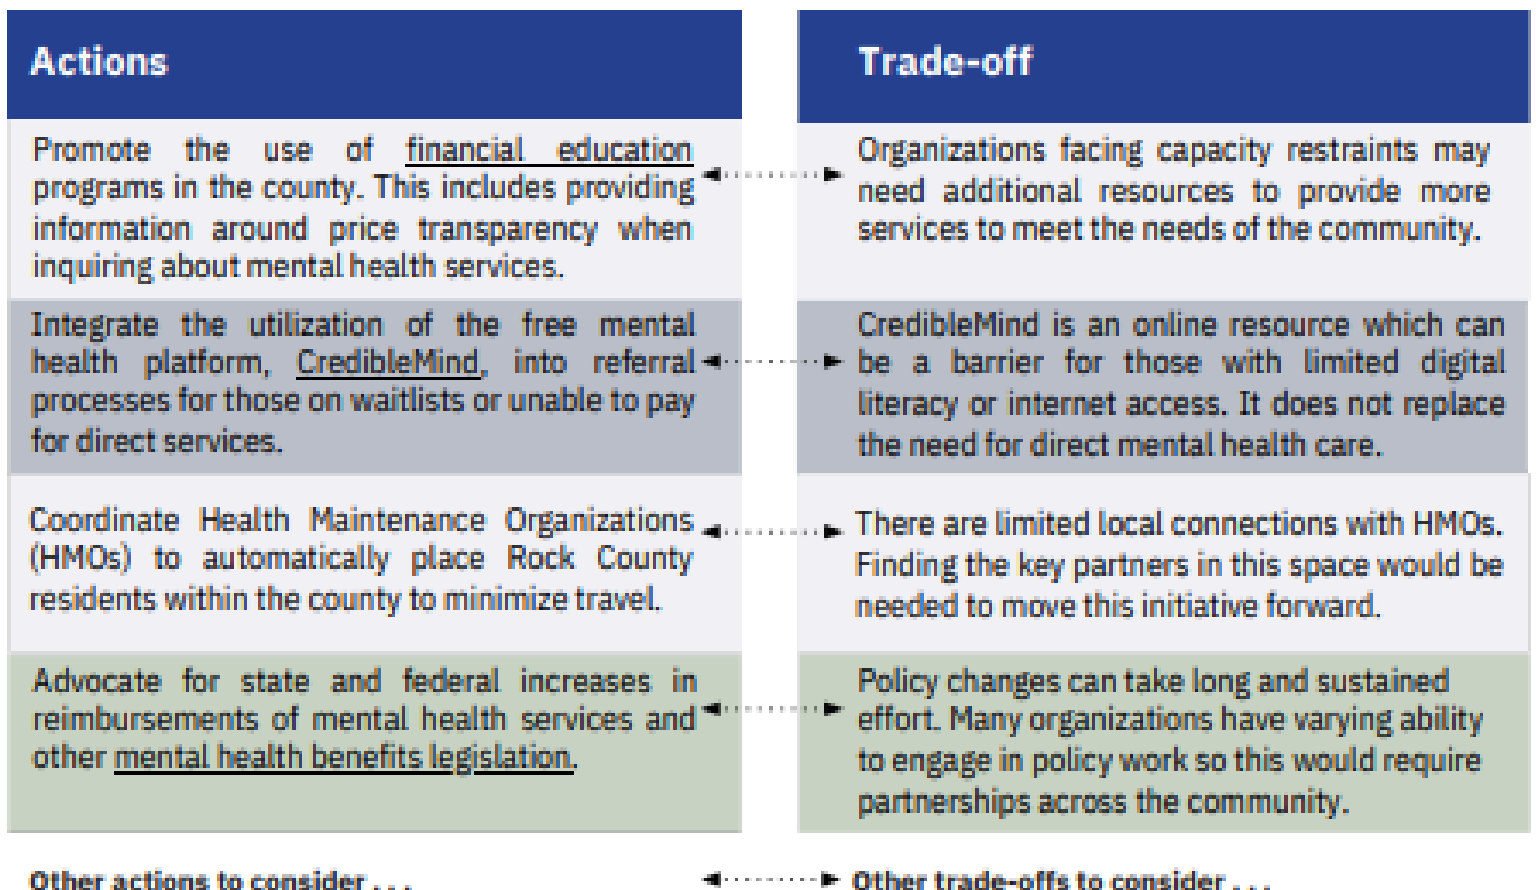 Actions
Promote the use of financial education
programs in the county. This includes providing
information around price transparency when
inquiring about mental health services.
Integrate the utilization of the free mental
health platform, CredibleMind, into referral
processes for those on waitlists or unable to pay
for direct services.
Coordinate Health Maintenance Organizations
(HMOs) to automatically place Rock County
residents within the county to minimize travel.
Advocate for state and federal increases in
reimbursements of mental health services and
other mental health benefits legislation.
Other actions to consider . . .
Trade-off
Organizations facing capacity restraints may
need additional resources to provide more
services to meet the needs of the community.
CredibleMind is an online resource which can
be a barrier for those with limited digital
literacy or internet access. It does not replace
the need for direct mental health care.
There are limited local connections with HMOs.
Finding the key partners in this space would be
needed to move this initiative forward.
Policy changes can take long and sustained
effort. Many organizations have varying ability
to engage in policy work so this would require
partnerships across the community.
Other trade-offs to consider . . .